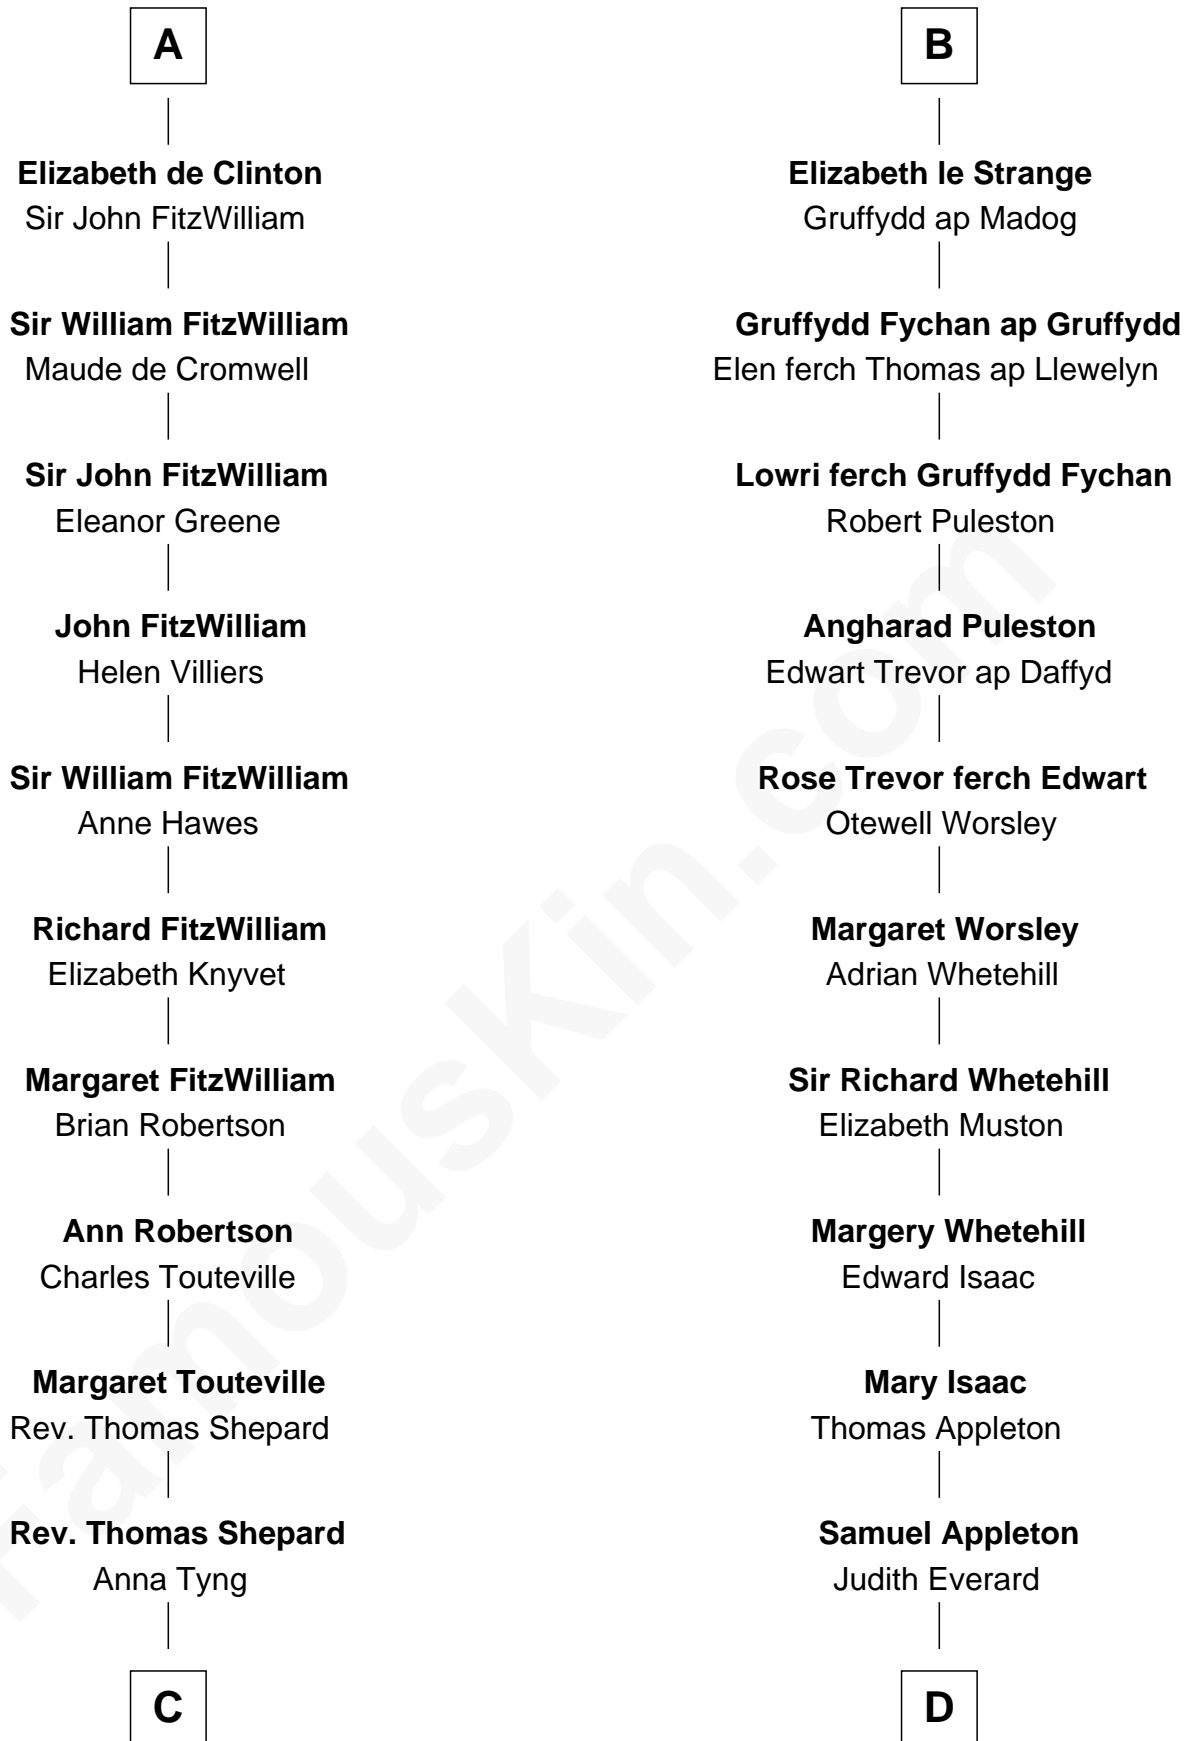 A
Elizabeth de Clinton
Sir John FitzWilliam
Sir William FitzWilliam
Maude de Cromwell
Sir John FitzWilliam
Eleanor Greene
John FitzWilliam
Helen Villiers
Sir William FitzWilliam
Anne Hawes
Richard FitzWilliam
Elizabeth Knyvet
Margaret FitzWilliam
Brian Robertson
Ann Robertson
Charles Touteville
Margaret Touteville
Rev. Thomas Shepard
Rev. Thomas Shepard
Anna Tyng
C
B
Elizabeth le Strange
Gruffydd ap Madog
Gruffydd Fychan ap Gruffydd
Elen ferch Thomas ap Llewelyn
Lowri ferch Gruffydd Fychan
Robert Puleston
Angharad Puleston
Edwart Trevor ap Daffyd
Rose Trevor ferch Edwart
Otewell Worsley
Margaret Worsley
Adrian Whetehill
Sir Richard Whetehill
Elizabeth Muston
Margery Whetehill
Edward Isaac
Mary Isaac
Thomas Appleton
Samuel Appleton
Judith Everard
D
FamousKin.com